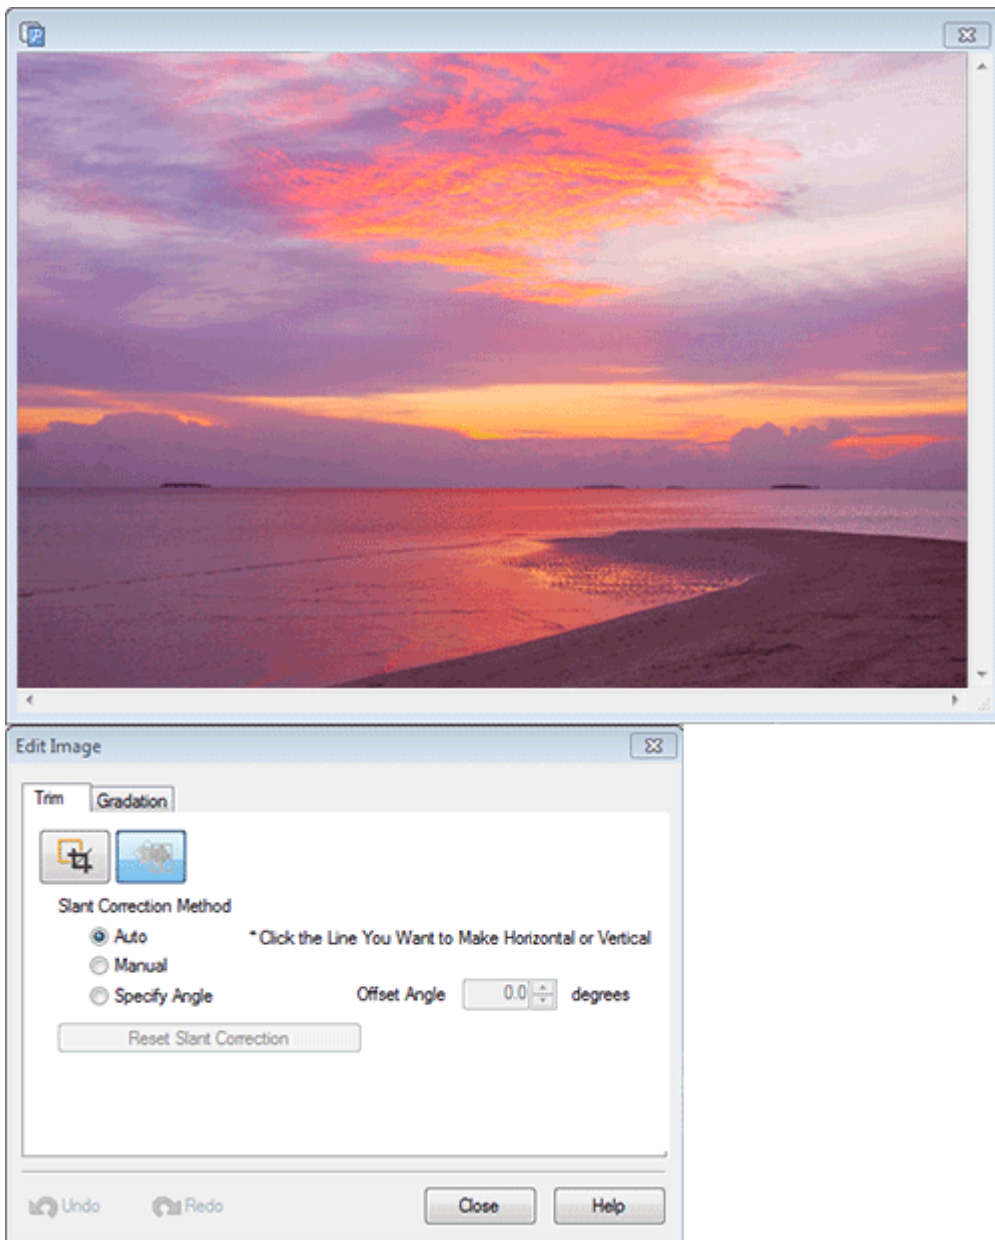 Edit Image
Trim Gradation
Slant Correction Method
Auto *Click the Line You Want to Make Horizontal or Vertical
Manual
Specify Angle Offset Angle 0.0 degrees
Reset Slant Correction
Undo Redo Close Help